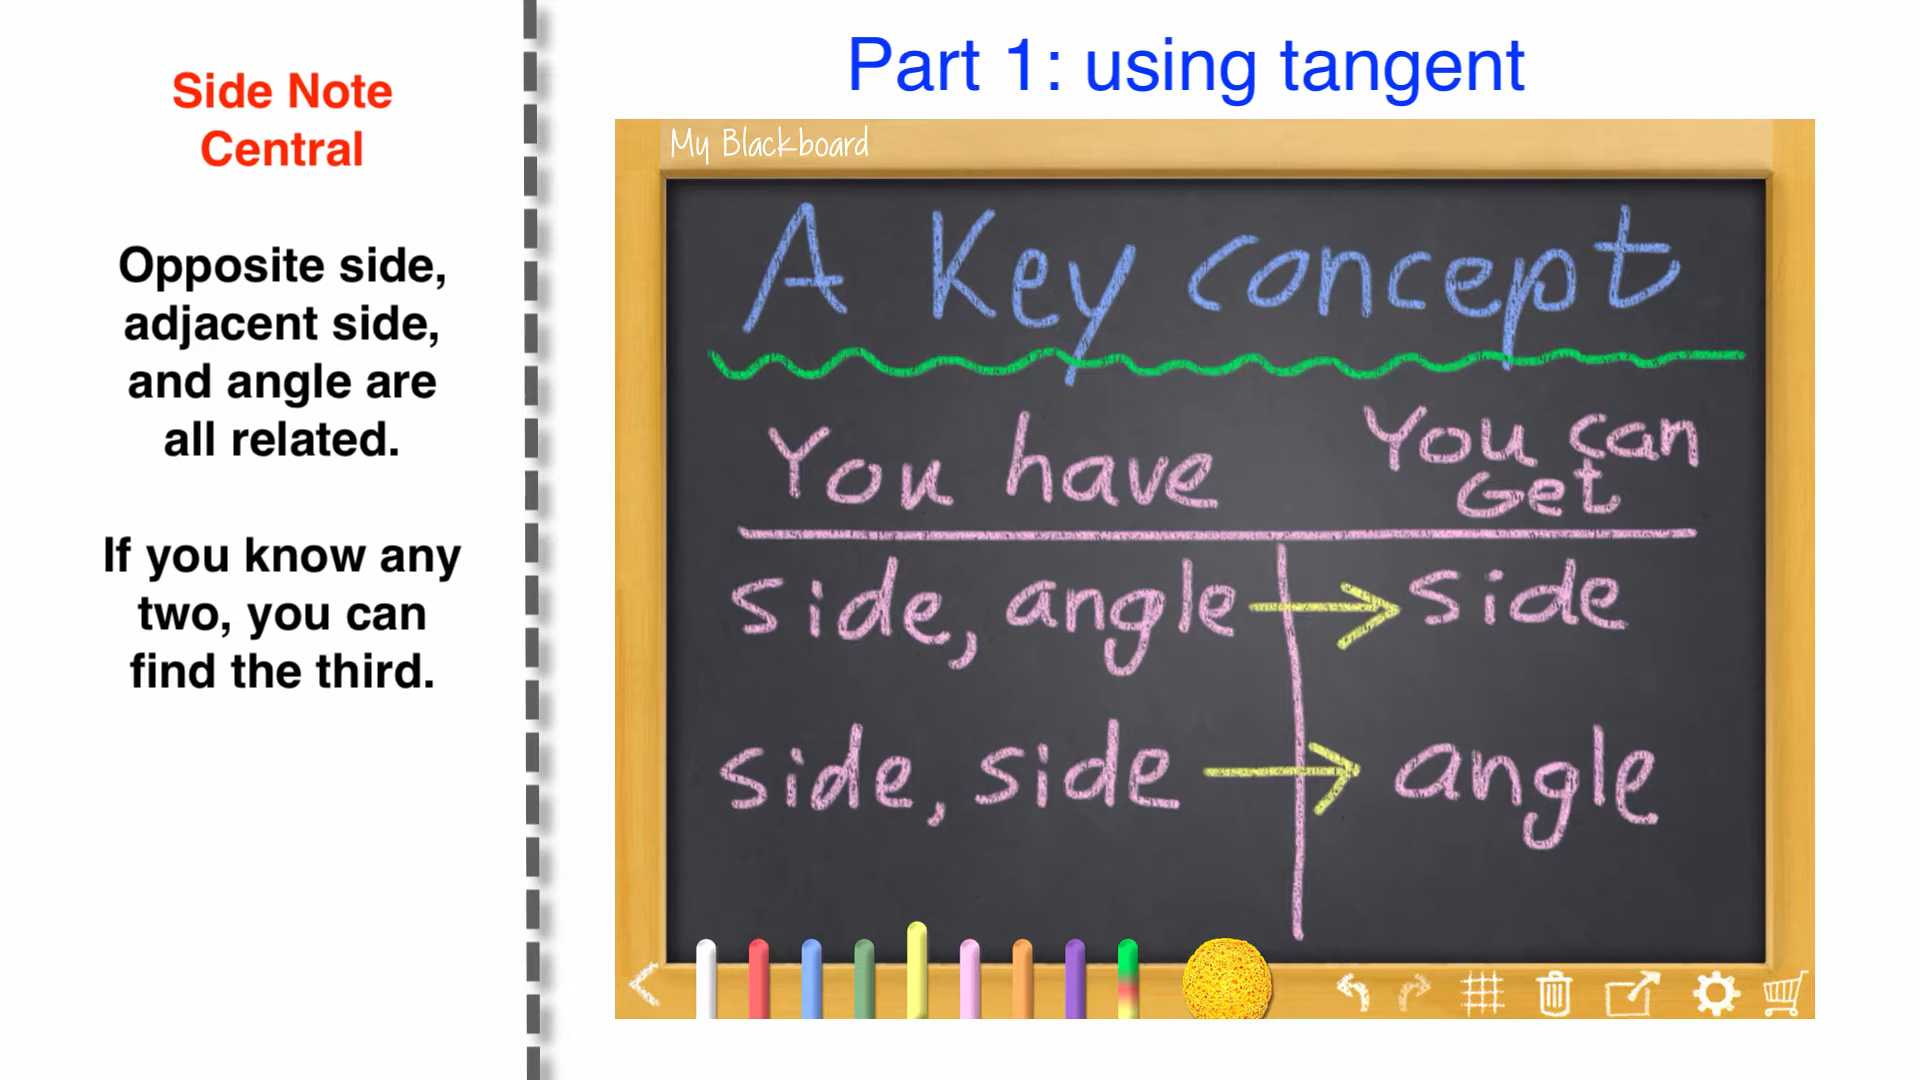 Side Note
Central
Opposite side,
adjacent side,
and angle are
all related.
If you know any
two, you can
find the third.
Part 1: using tangent
My Blackboard
A Key concept
You have
You can
Get
side, angle → side
side, side → angle